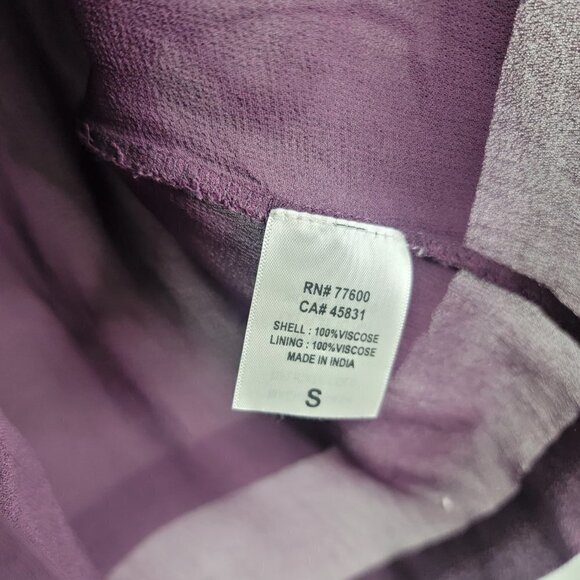 RN# 77600
CA# 45831
SHELL : 100%VISCOSE
LINING : 100%VISCOSE
MADE IN INDIA
S